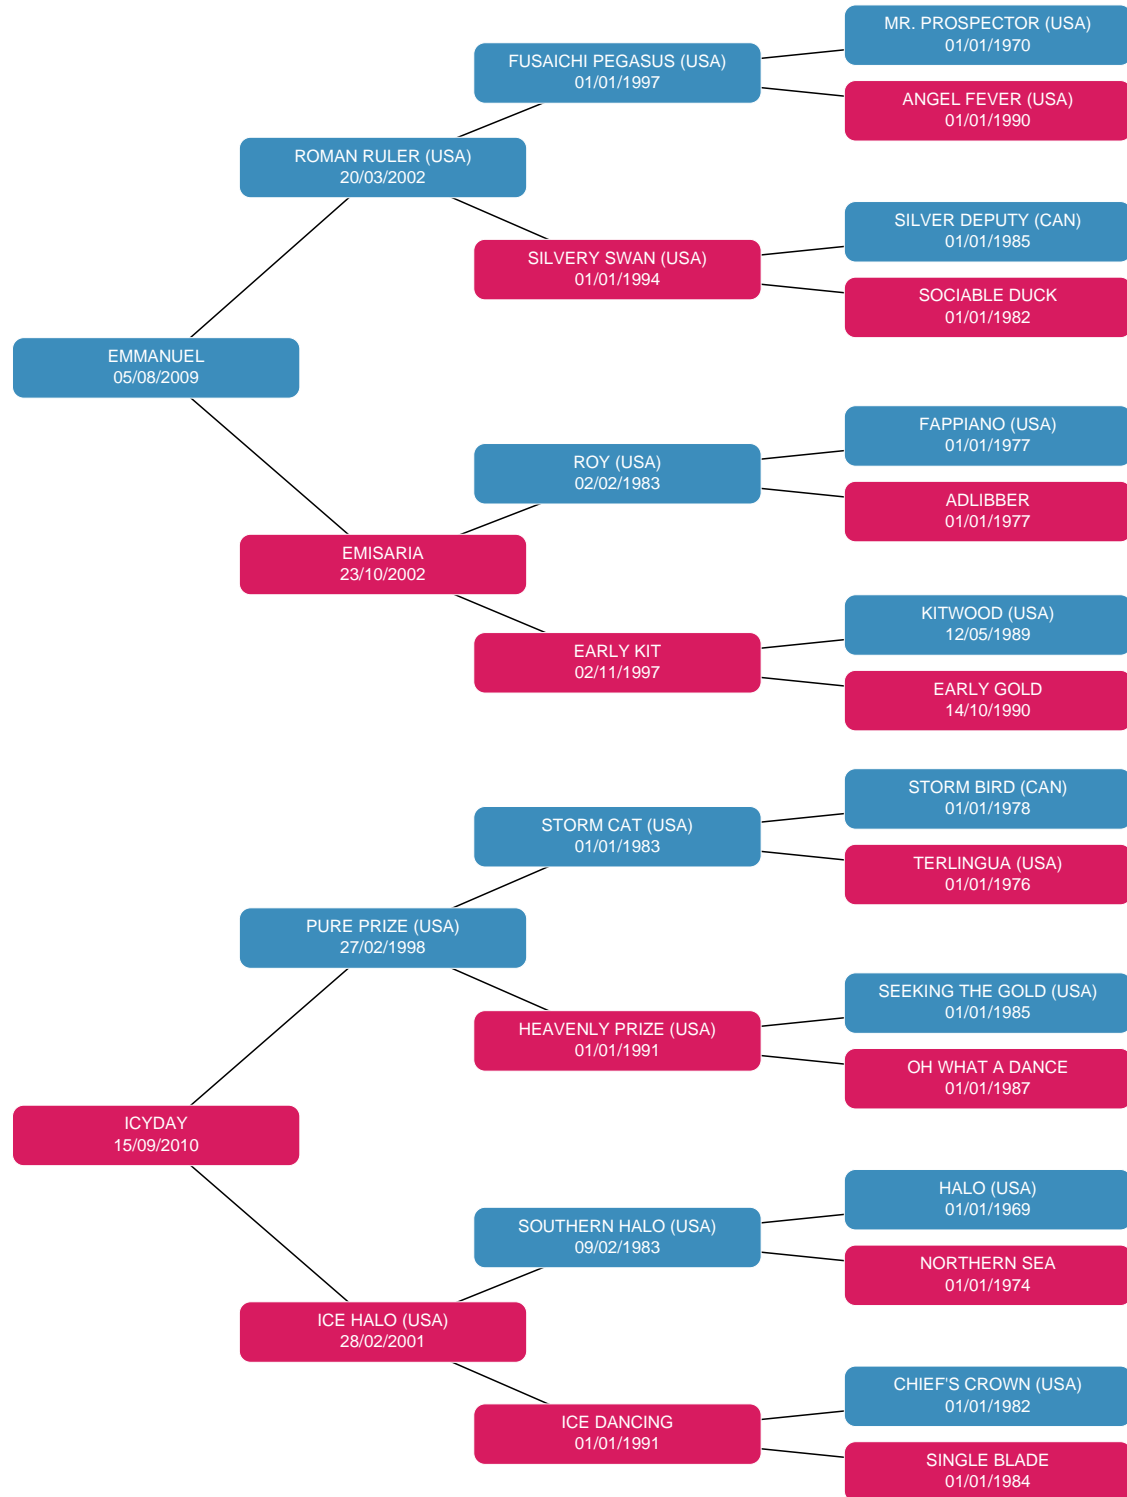 MR. PROSPECTOR (USA)
01/01/1970
FUSAICHI PEGASUS (USA)
01/01/1997
ANGEL FEVER (USA)
01/01/1990
ROMAN RULER (USA)
20/03/2002
SILVER DEPUTY (CAN)
01/01/1985
SILVERY SWAN (USA)
01/01/1994
SOCIABLE DUCK
01/01/1982
EMMANUEL
05/08/2009
FAPPIANO (USA)
01/01/1977
ROY (USA)
02/02/1983
ADLIBBER
01/01/1977
EMISARIA
23/10/2002
KITWOOD (USA)
12/05/1989
EARLY KIT
02/11/1997
EARLY GOLD
14/10/1990
STORM BIRD (CAN)
01/01/1978
STORM CAT (USA)
01/01/1983
TERLINGUA (USA)
01/01/1976
PURE PRIZE (USA)
27/02/1998
SEEKING THE GOLD (USA)
01/01/1985
HEAVENLY PRIZE (USA)
01/01/1991
OH WHAT A DANCE
01/01/1987
ICYDAY
15/09/2010
HALO (USA)
01/01/1969
SOUTHERN HALO (USA)
09/02/1983
NORTHERN SEA
01/01/1974
ICE HALO (USA)
28/02/2001
CHIEF'S CROWN (USA)
01/01/1982
ICE DANCING
01/01/1991
SINGLE BLADE
01/01/1984